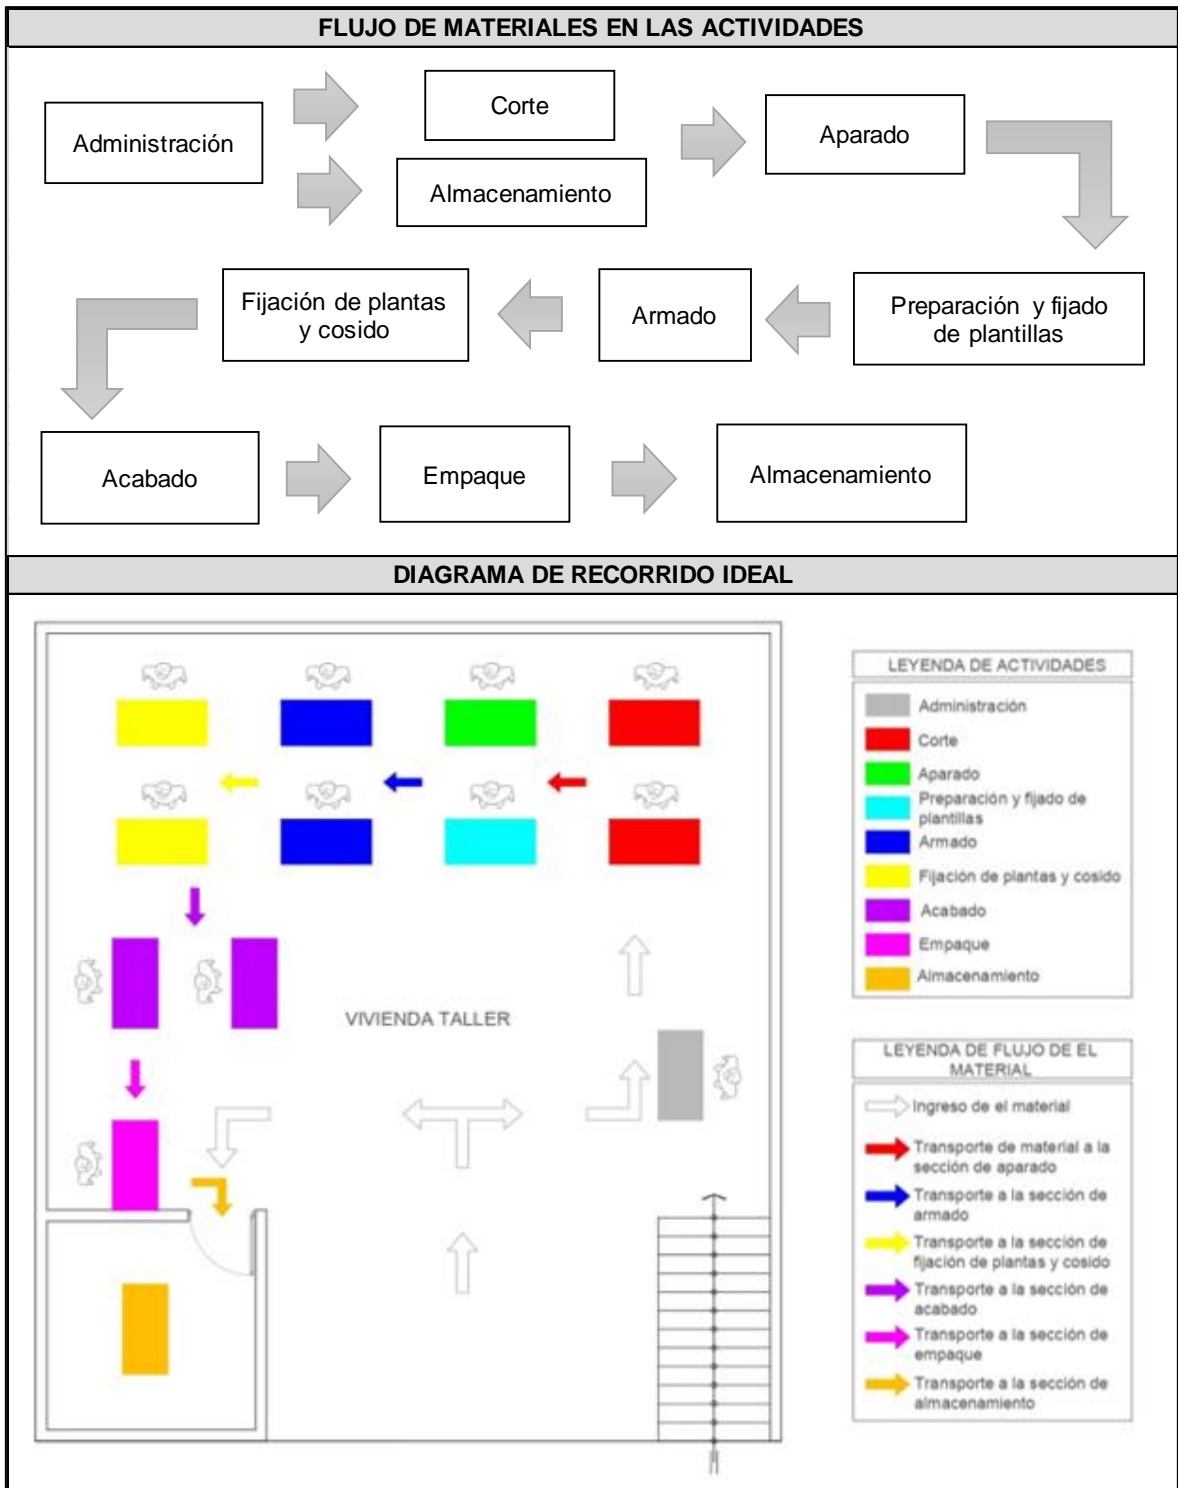 FLUJO DE MATERIALES EN LAS ACTIVIDADES
Administración
Corte
Almacenamiento
Aparado
Fijación de plantas
y cosido
Armado
Preparación y fijado
de plantillas
Acabado
Empaque
Almacenamiento
DIAGRAMA DE RECORRIDO IDEAL
VIVIENDA TALLER
LEYENDA DE ACTIVIDADES
Administración
Corte
Aparado
Preparación y fijado de
plantillas
Armado
Fijación de plantas y cosido
Acabado
Empaque
Almacenamiento
LEYENDA DE FLUJO DE EL
MATERIAL
Ingreso de el material
Transporte de material a la
sección de aparado
Transporte a la sección de
armado
Transporte a la sección de
fijación de plantas y cosido
Transporte a la sección de
acabado
Transporte a la sección de
empaque
Transporte a la sección de
almacenamiento